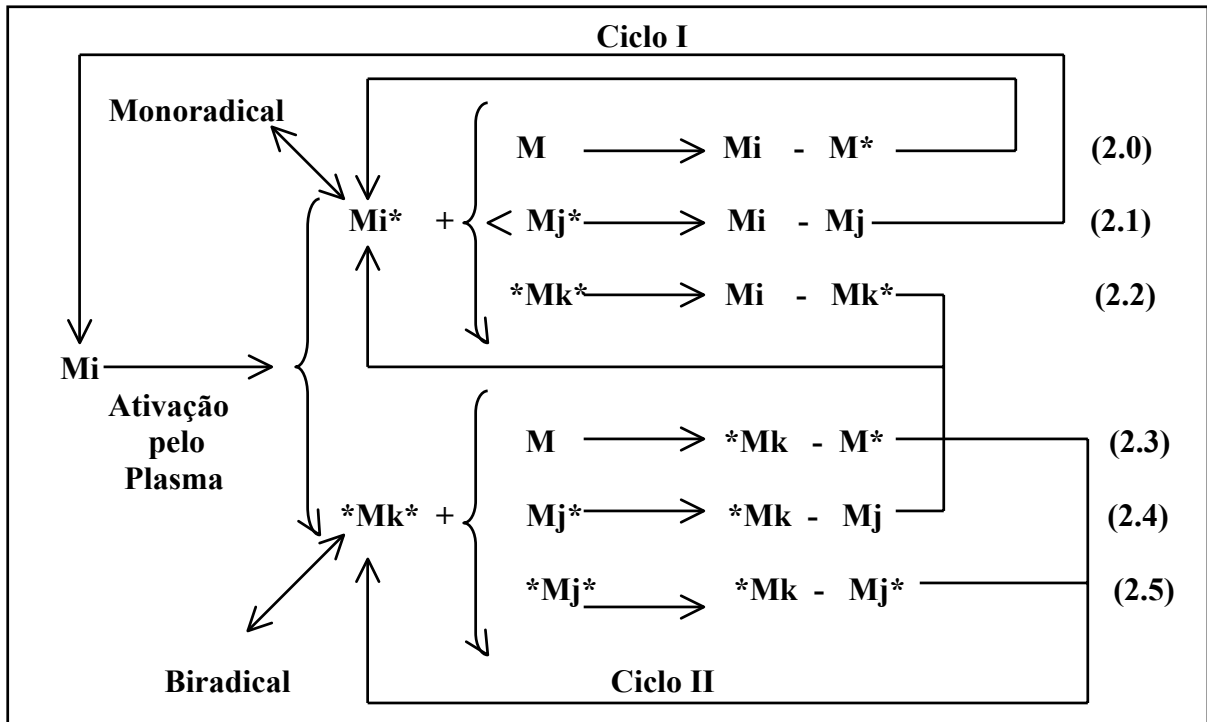 Ciclo I
Monoradical
M Mi - M* (2.0)
Mi* + < Mj* Mi - Mj (2.1)
*Mk* Mi - Mk* (2.2)
Mi
Ativação
pelo
Plasma
M *Mk - M* (2.3)
*Mk* + Mj* *Mk - Mj (2.4)
*Mj* *Mk - Mj* (2.5)
Biradical
Ciclo II